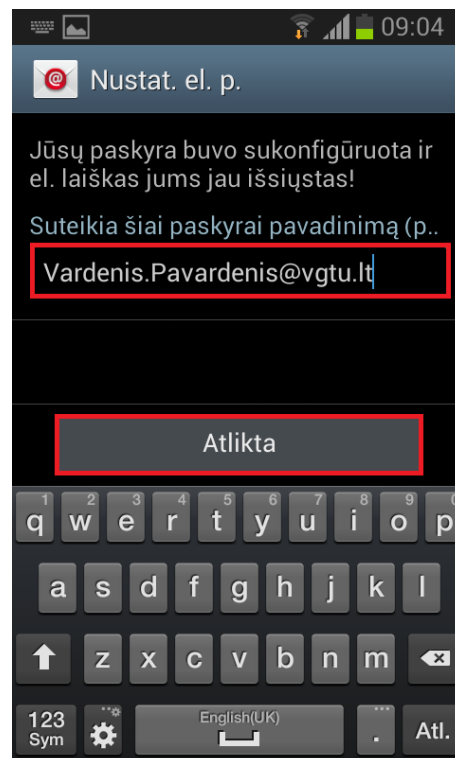 09:04
Nustat. el. p.
Jūsų paskyra buvo sukonfigūruota ir
el. laiškas jums jau išsiųstas!
Suteikia šiai paskyrai pavadinimą (p..
Vardenis.Pavardenis@vgtu.lt
Atlikta
1 2 3 4 5 6 7 8 9 0
q w e r t y u i o p
a s d f g h j k l
z x c v b n m
123
Sym
English(UK)
. Atl.